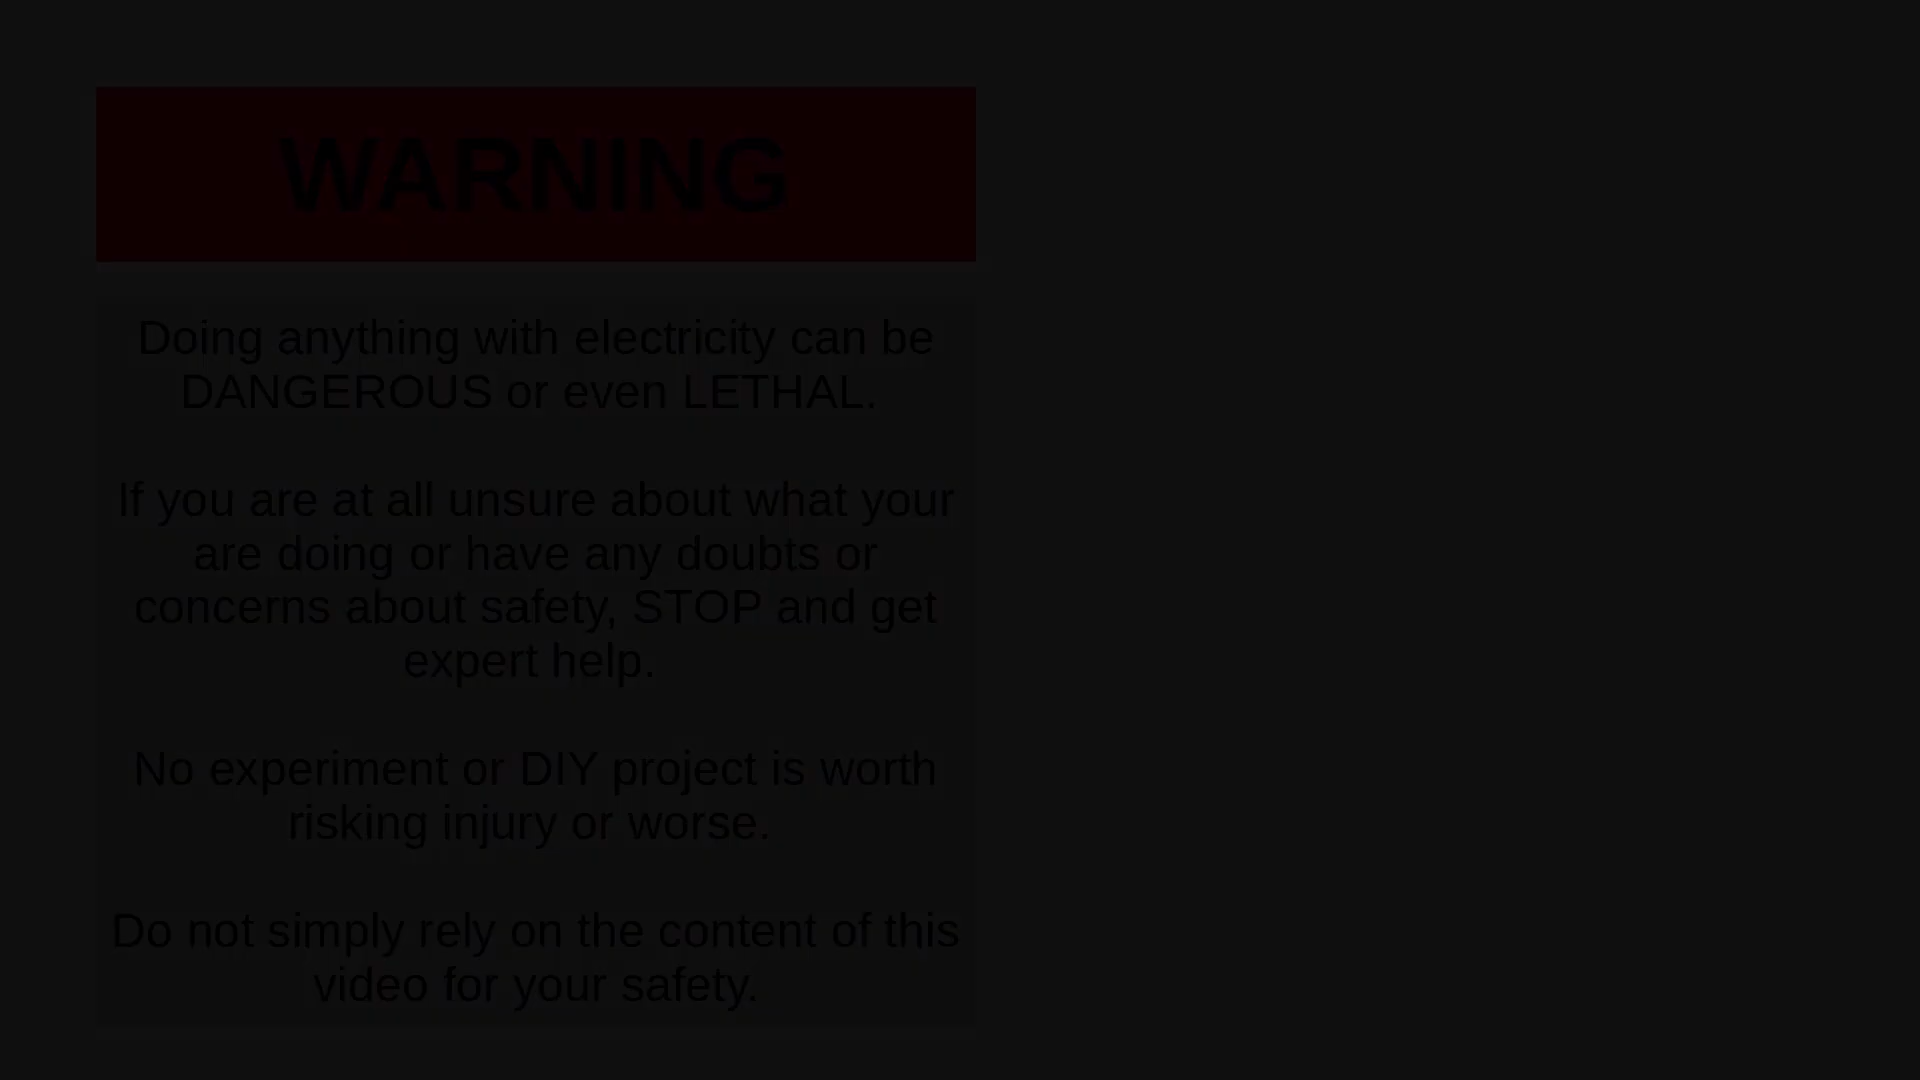 WARNING
Doing anything with electricity can be
DANGEROUS or even LETHAL.
If you are at all unsure about what your
are doing or have any doubts or
concerns about safety, STOP and get
expert help.
No experiment or DIY project is worth
risking injury or worse.
Do not simply rely on the content of this
video for your safety.